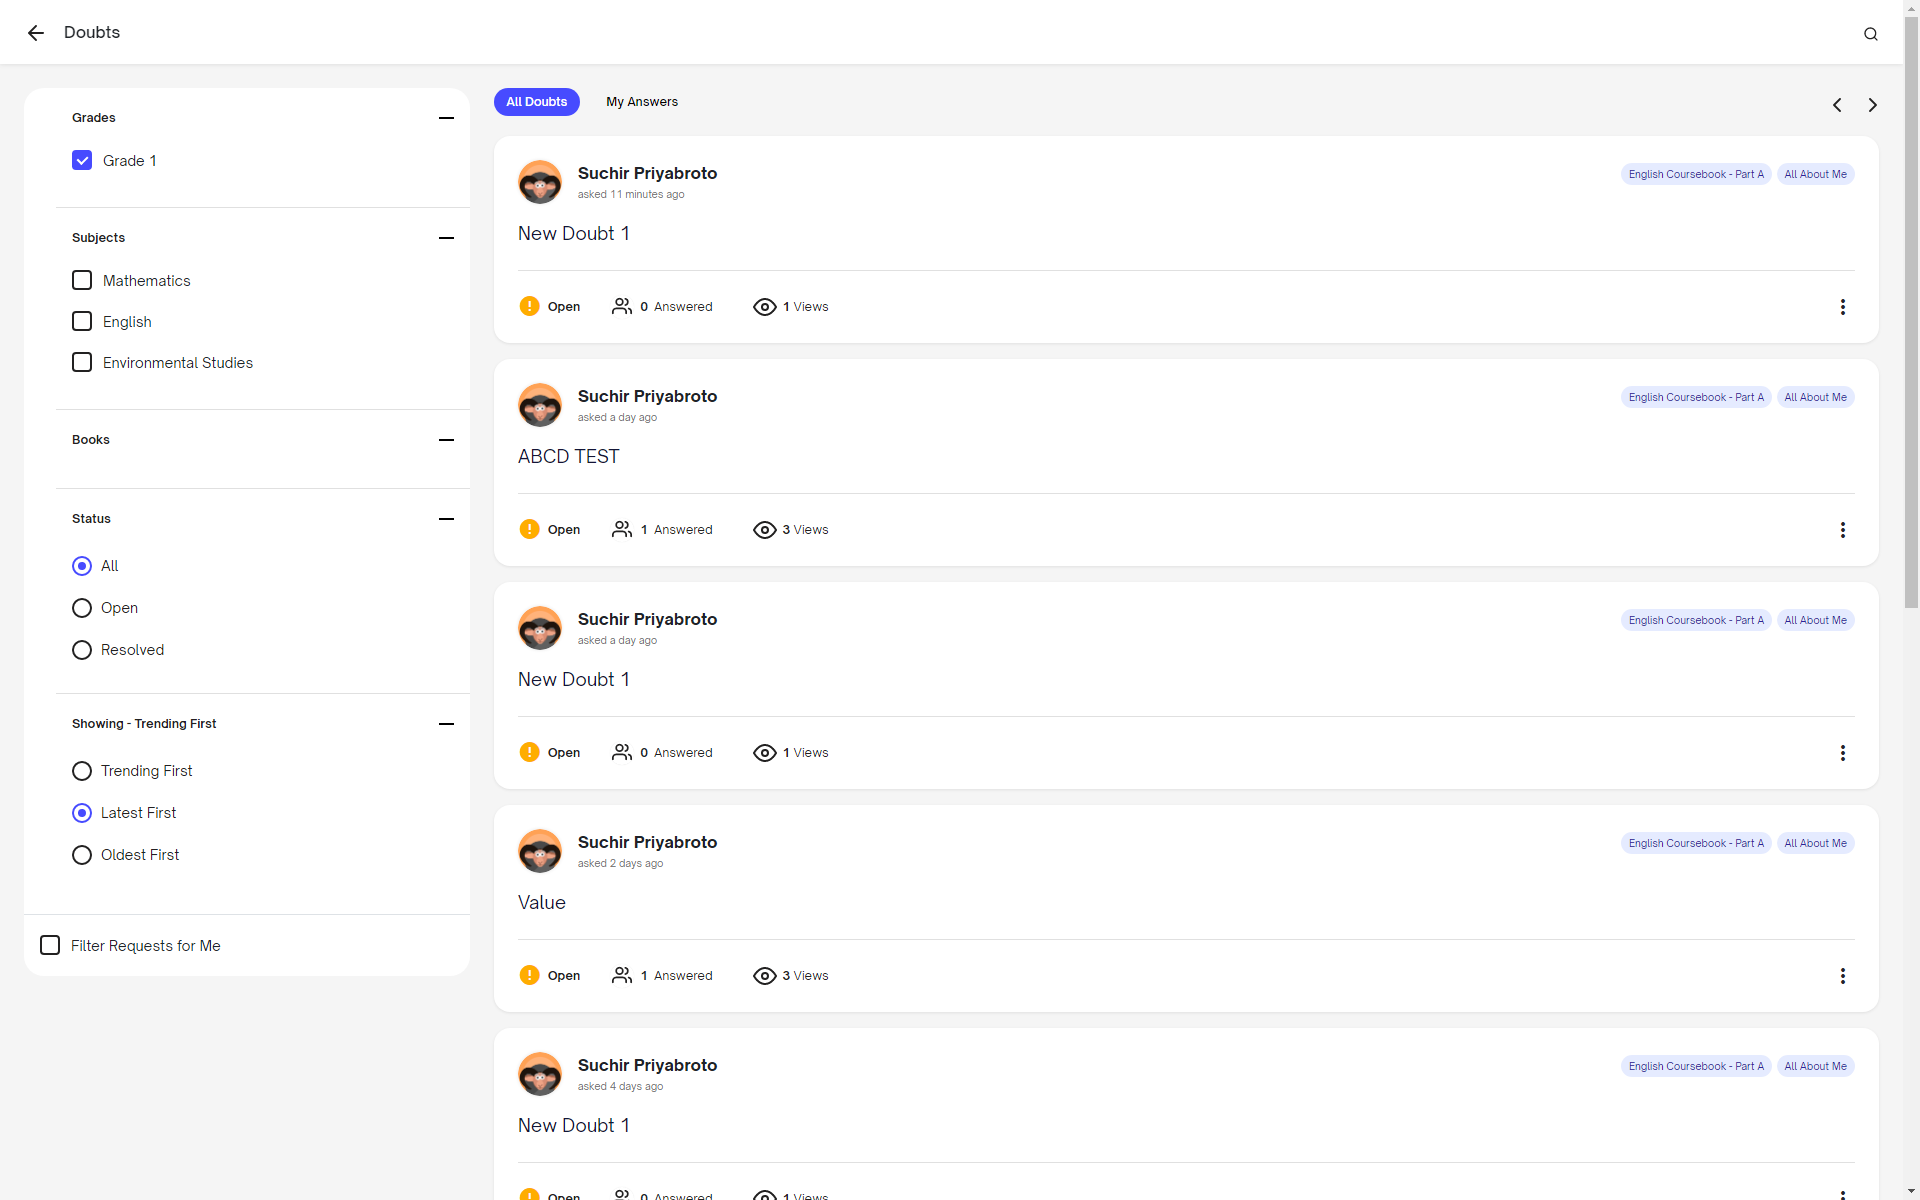 Doubts
Grades
Grade 1
Subjects
Mathematics
English
Environmental Studies
Books
Status
All
Open
Resolved
Showing - Trending First
Trending First
Latest First
Oldest First
Filter Requests for Me
All Doubts
My Answers
Suchir Priyabroto
asked 11 minutes ago
English Coursebook - Part A
All About Me
New Doubt 1
Open
0 Answered
1 Views
Suchir Priyabroto
asked a day ago
English Coursebook - Part A
All About Me
ABCD TEST
Open
1 Answered
3 Views
Suchir Priyabroto
asked a day ago
English Coursebook - Part A
All About Me
New Doubt 1
Open
0 Answered
1 Views
Suchir Priyabroto
asked 2 days ago
English Coursebook - Part A
All About Me
Value
Open
1 Answered
3 Views
Suchir Priyabroto
asked 4 days ago
English Coursebook - Part A
All About Me
New Doubt 1
Open
0 Answered
1 Views